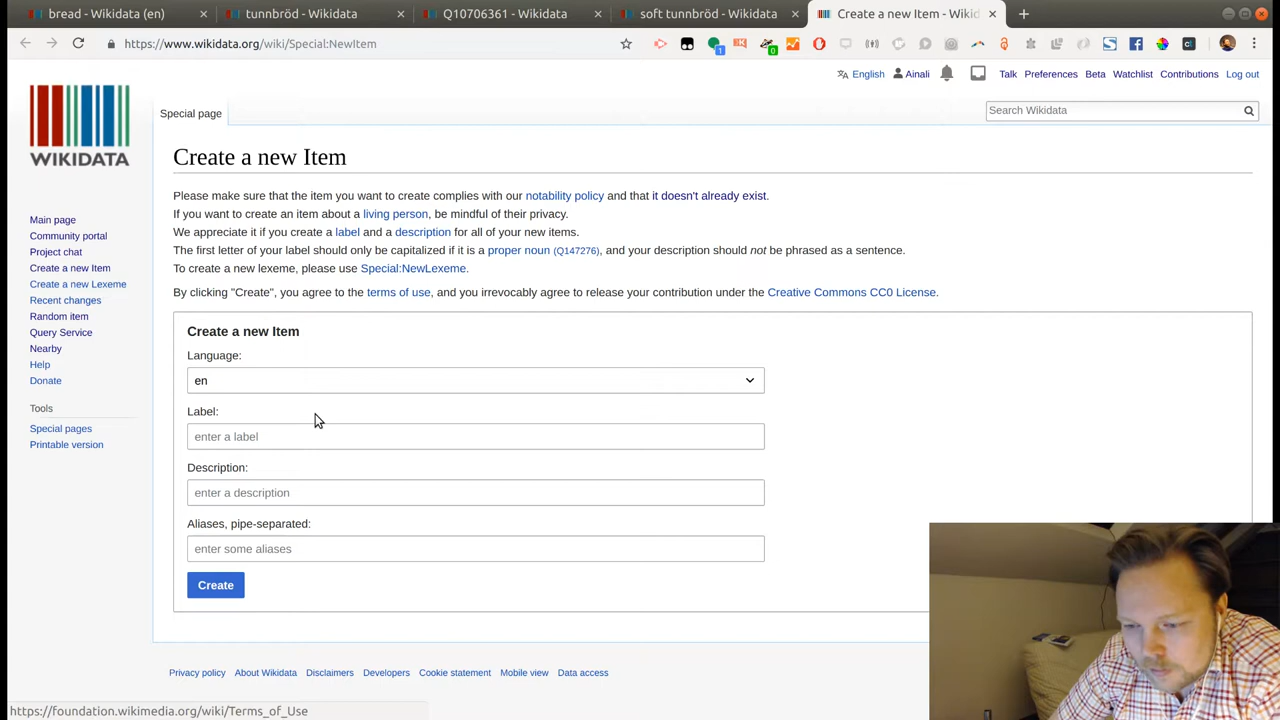 bread - Wikidata (en)
tunnbröd - Wikidata
Q10706361 - Wikidata
soft tunnbröd - Wikidata
Create a new Item - Wikid
https://www.wikidata.org/wiki/Special:NewItem
1
0
English
Ainali
Talk
Preferences
Beta
Watchlist
Contributions
Log out
WIKIDATA
Special page
Search Wikidata
Create a new Item
Please make sure that the item you want to create complies with our notability policy and that it doesn't already exist.
If you want to create an item about a living person, be mindful of their privacy.
We appreciate it if you create a label and a description for all of your new items.
The first letter of your label should only be capitalized if it is a proper noun (Q147276), and your description should not be phrased as a sentence.
To create a new lexeme, please use Special:NewLexeme.
By clicking "Create", you agree to the terms of use, and you irrevocably agree to release your contribution under the Creative Commons CC0 License.
Main page
Community portal
Project chat
Create a new Item
Create a new Lexeme
Recent changes
Random item
Query Service
Nearby
Help
Donate
Tools
Special pages
Printable version
Create a new Item
Language:
en
Label:
enter a label
Description:
enter a description
Aliases, pipe-separated:
enter some aliases
Create
Privacy policy
About Wikidata
Disclaimers
Developers
Cookie statement
Mobile view
Data access
https://foundation.wikimedia.org/wiki/Terms_of_Use